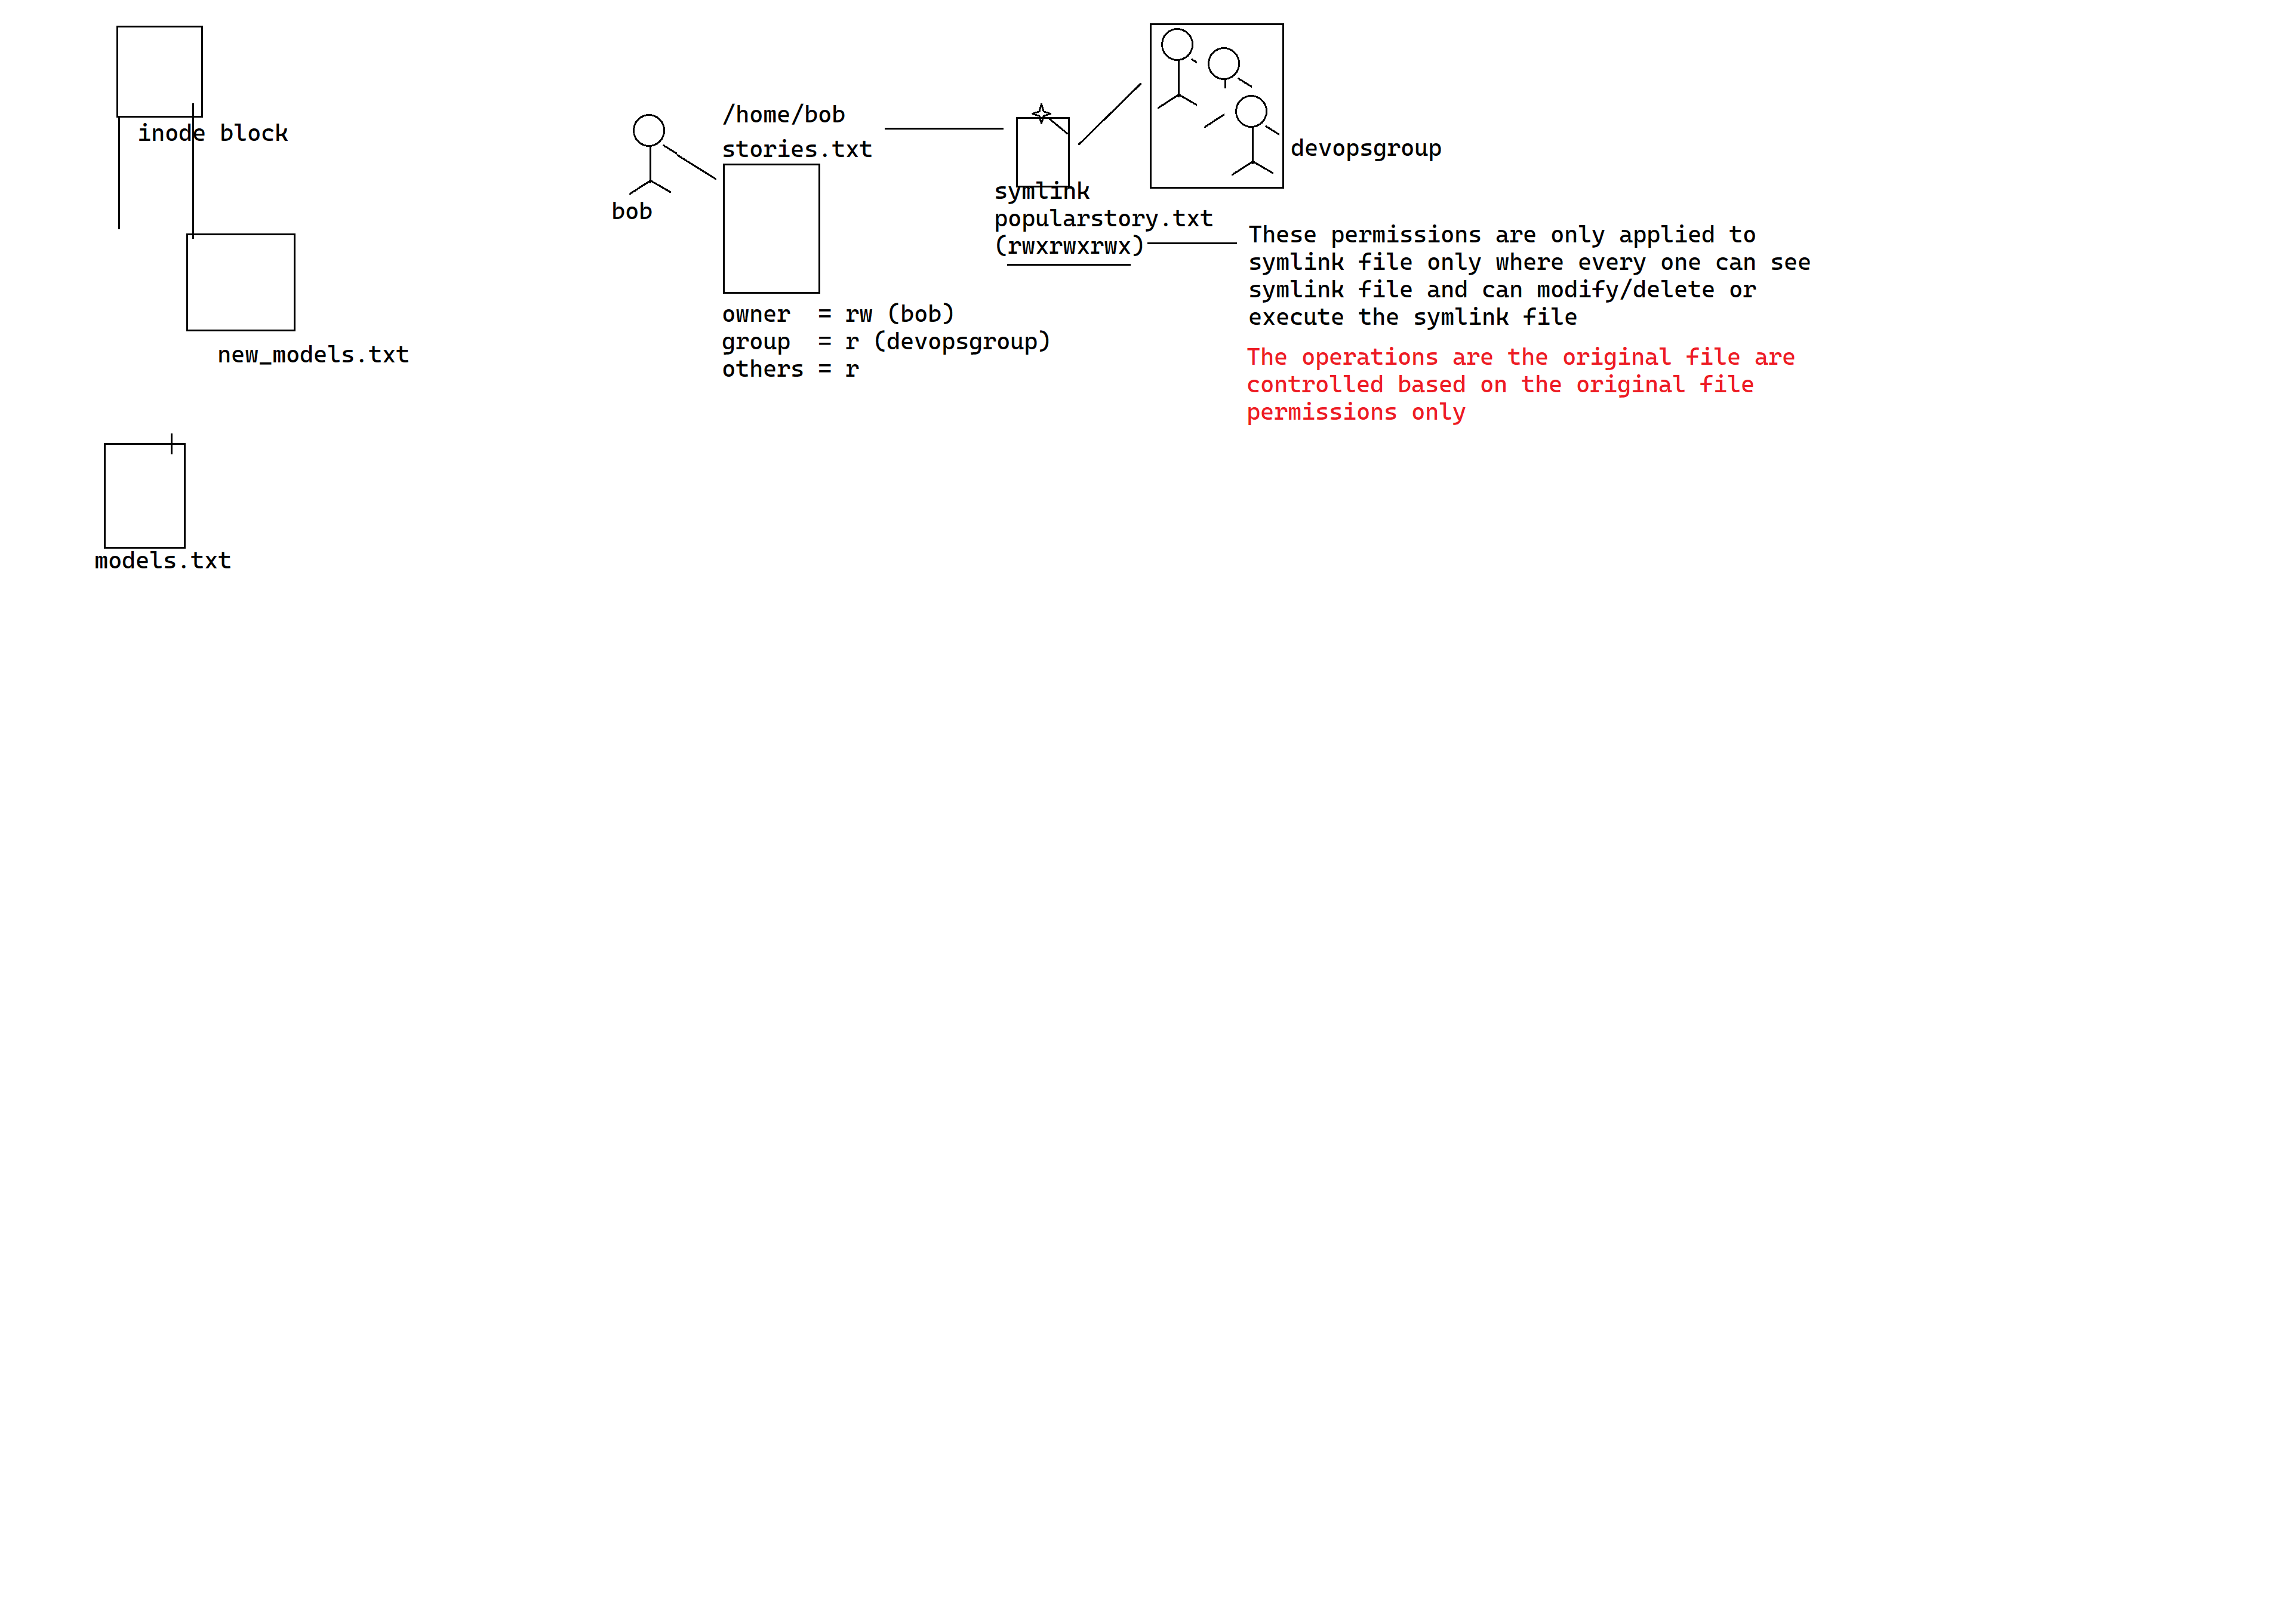 inode block
new_models.txt
models.txt
bob
/home/bob
stories.txt
owner  = rw (bob)
group  = r (devopsgroup)
others = r
symlink
popularstory.txt
(rwxrwxrwx)
devopsgroup
These permissions are only applied to
symlink file only where every one can see
symlink file and can modify/delete or
execute the symlink file
The operations are the original file are
controlled based on the original file
permissions only